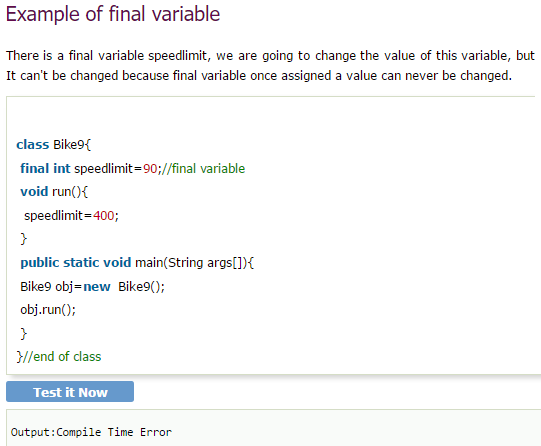 Example of final variable
There is a final variable speedlimit, we are going to change the value of this variable, but
It can't be changed because final variable once assigned a value can never be changed.
class Bike9{
final int speedlimit=90;//final variable
void run(){
speedlimit=400;
}
public static void main(String args[]){
Bike9 obj=new  Bike9();
obj.run();
}
}//end of class
Test it Now
Output:Compile Time Error